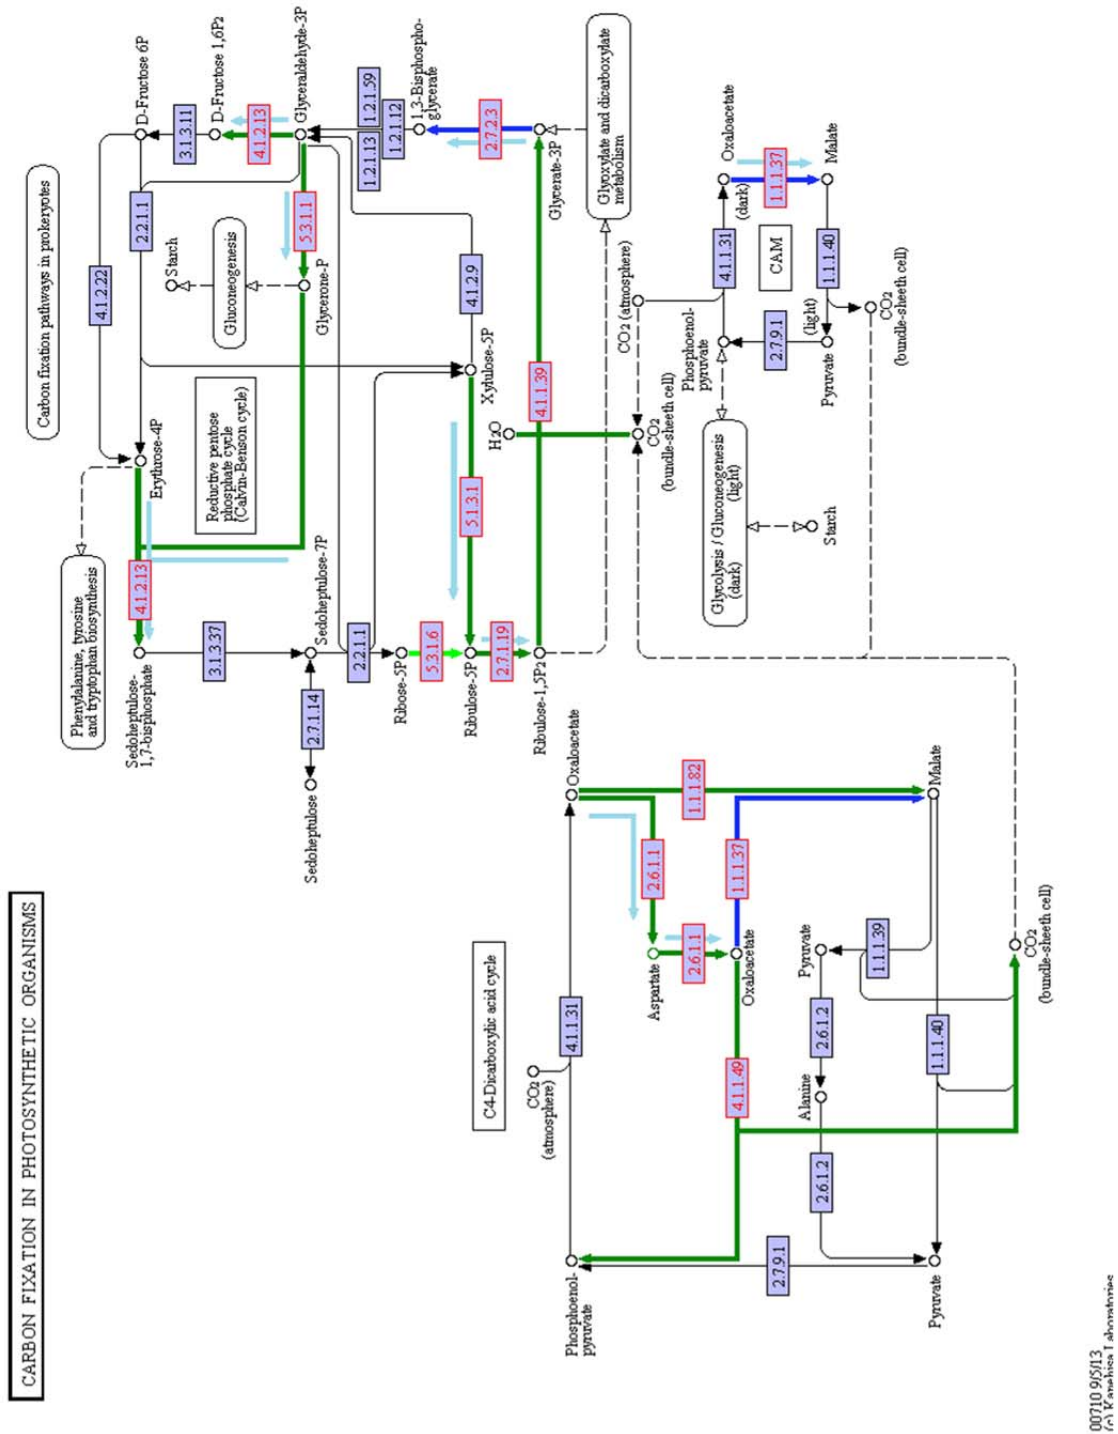 CARBON FIXATION IN PHOTOSYNTHETIC ORGANISMS
Carbon fixation pathways in prokaryotes
Phenylalanine, tyrosine
and tryptophan biosynthesis
4.1.2.22
Sedoheptulose-
1,7-bisphosphate
4.1.2.13
Erythrose-4P
2.2.1.1
D-Fructose 6P
3.1.3.11
Starch
3.1.3.37
Reductive pentose
phosphate cycle
(Calvin-Benson cycle)
Gluconeogenesis
D-Fructose 1,6P2
4.1.2.13
Sedoheptulose
2.7.1.14
Sedoheptulose-7P
Glycerone-P
5.3.1.1
Glyceraldehyde-3P
2.2.1.1
1.2.1.13
1.2.1.12
1.2.1.59
Ribose-5P
5.3.1.6
1,3-Bisphospho-
glycerate
4.1.2.9
Ribulose-5P
5.1.3.1
Xylulose-5P
2.7.2.3
2.7.1.19
H2O
Ribulose-1,5P2
4.1.1.39
Glycerate-3P
C4-Dicarboxylic acid cycle
CO2
(atmosphere)
Phosphoenol-
pyruvate
4.1.1.31
Oxaloacetate
Glyoxylate and dicarboxylate
metabolism
CO2 (atmosphere)
CO2
(bundle-sheeth cell)
Aspartate
2.6.1.1
2.6.1.1
1.1.1.82
Phosphoenol-
pyruvate
4.1.1.31
Oxaloacetate
(dark)
Glycolysis / Gluconeogenesis
(dark)
(light)
4.1.1.49
Oxaloacetate
1.1.1.37
2.7.9.1
CAM
1.1.1.37
2.7.9.1
Alanine
2.6.1.2
2.6.1.2
Pyruvate
(light)
Starch
Pyruvate
1.1.1.40
Malate
1.1.1.39
CO2
(bundle-sheeth cell)
Pyruvate
1.1.1.40
Malate
CO2
(bundle-sheeth cell)
00710 9/5/13
(c) Kanehisa Laboratories